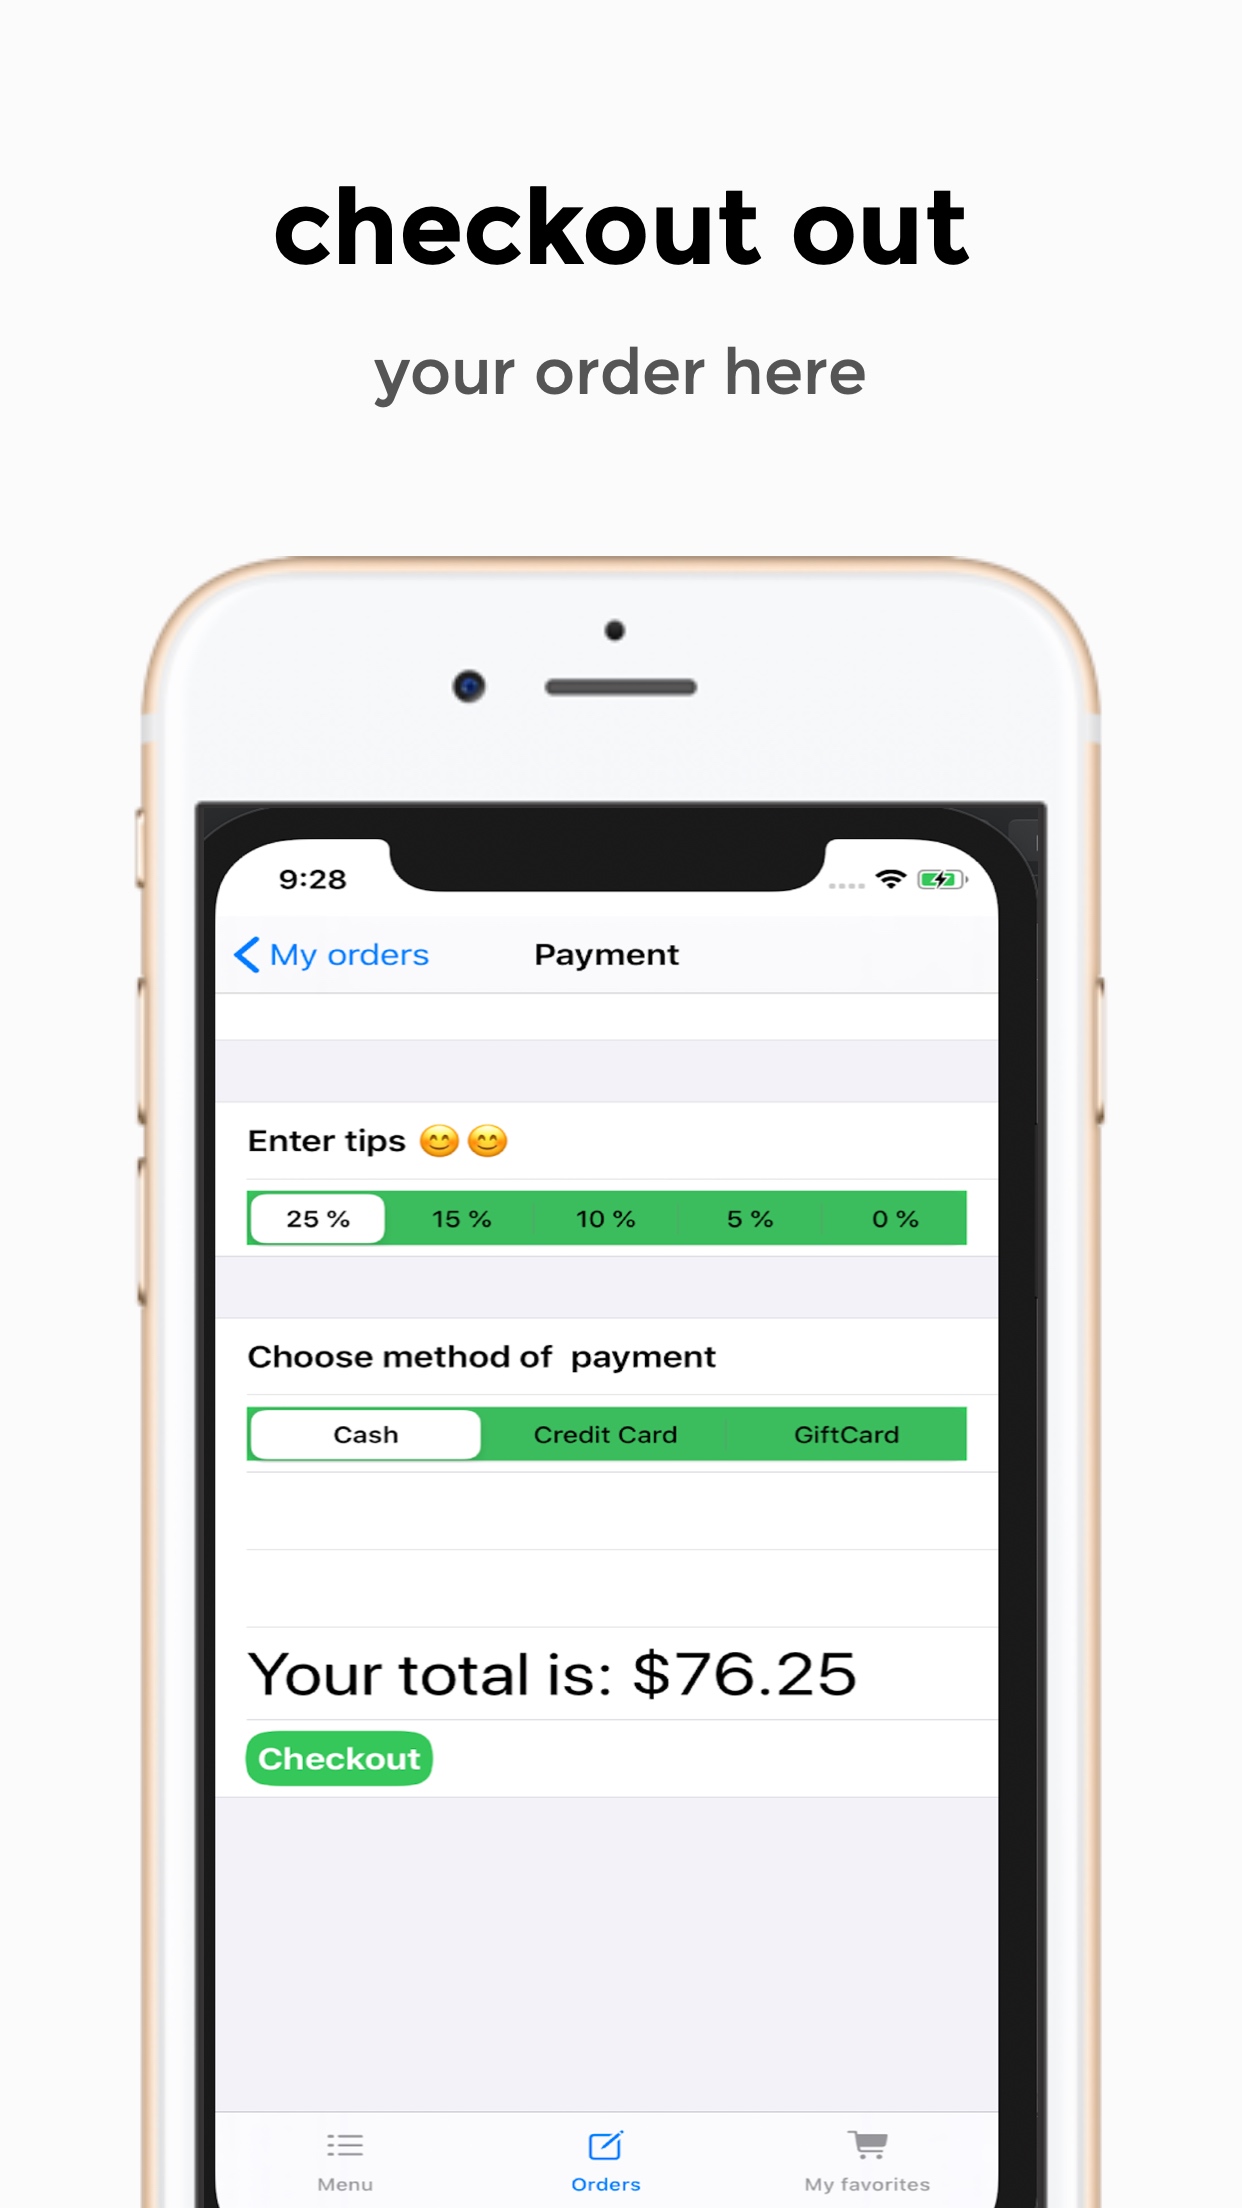 checkout out
your order here
9:28
My orders Payment
Enter tips 😊😊
25 % 15 % 10 % 5 % 0 %
Choose method of  payment
Cash Credit Card GiftCard
Your total is: $76.25
Checkout
Menu Orders My favorites